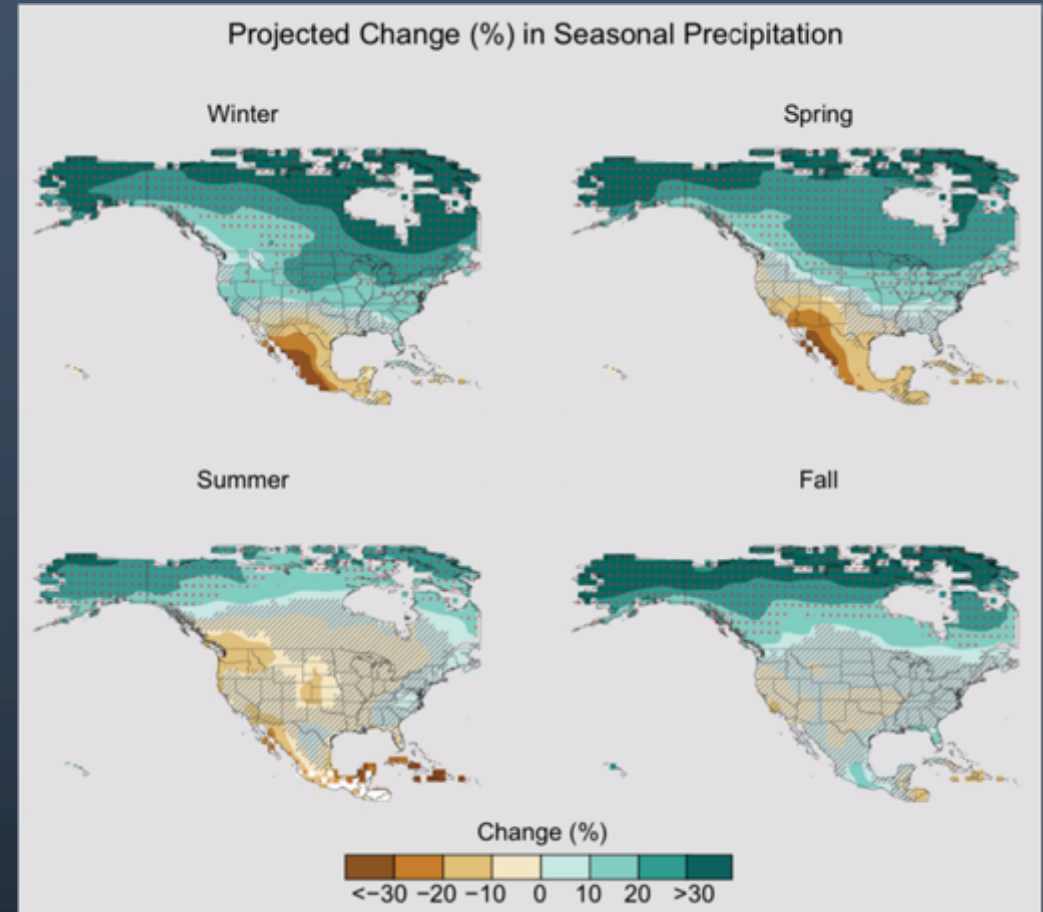 Projected Change (%) in Seasonal Precipitation
Winter
Spring
Summer
Fall
Change (%)
<−30 −20 −10 0 10 20 >30